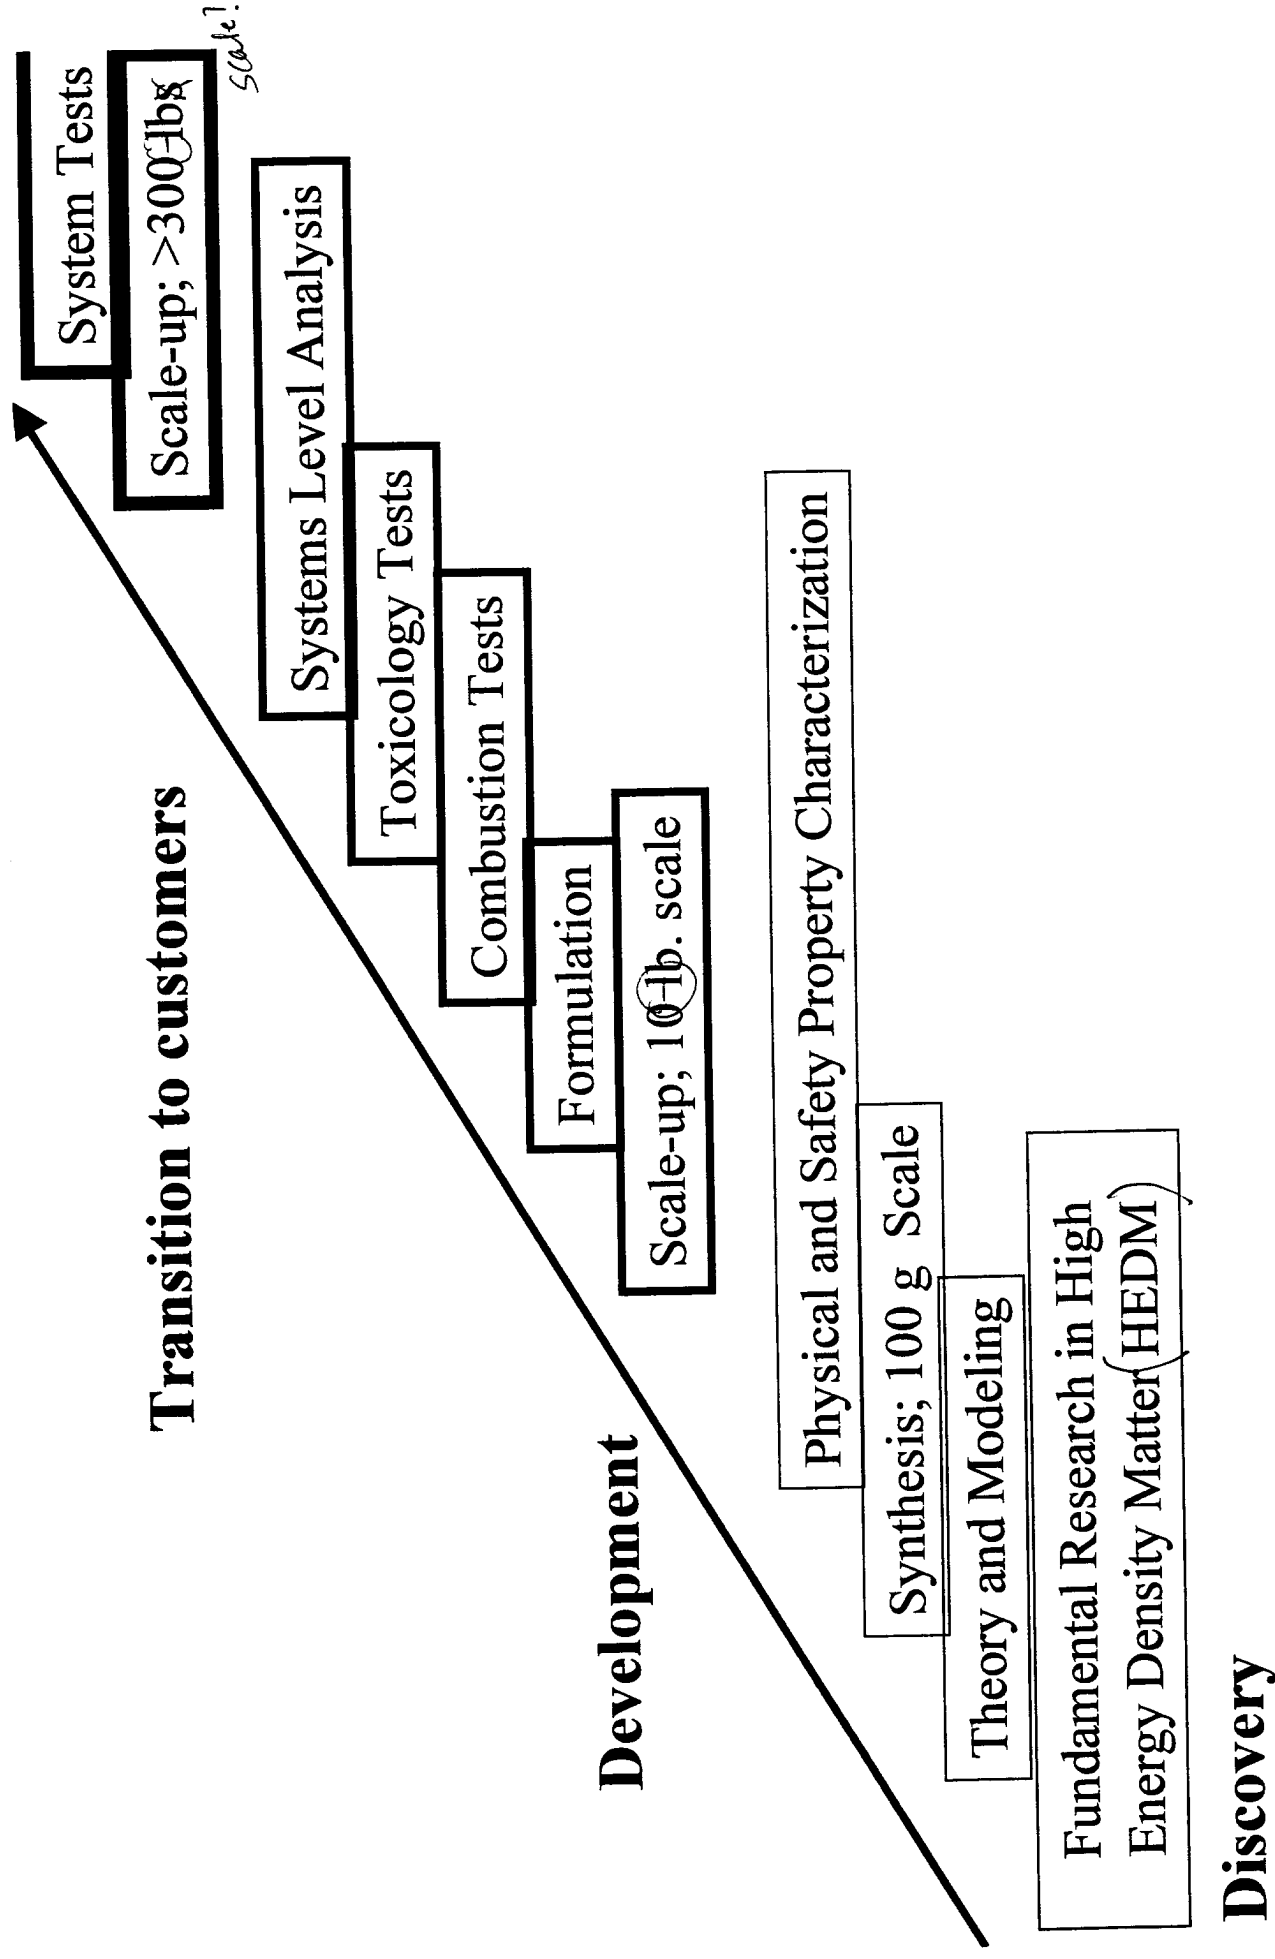 System Tests
Scale-up; >300 lbs
scale?
Systems Level Analysis
Transition to customers
Toxicology Tests
Combustion Tests
Formulation
Scale-up; 10-lb. scale
Development
Physical and Safety Property Characterization
Synthesis; 100 g Scale
Theory and Modeling
Fundamental Research in High
Energy Density Matter (HEDM)
Discovery